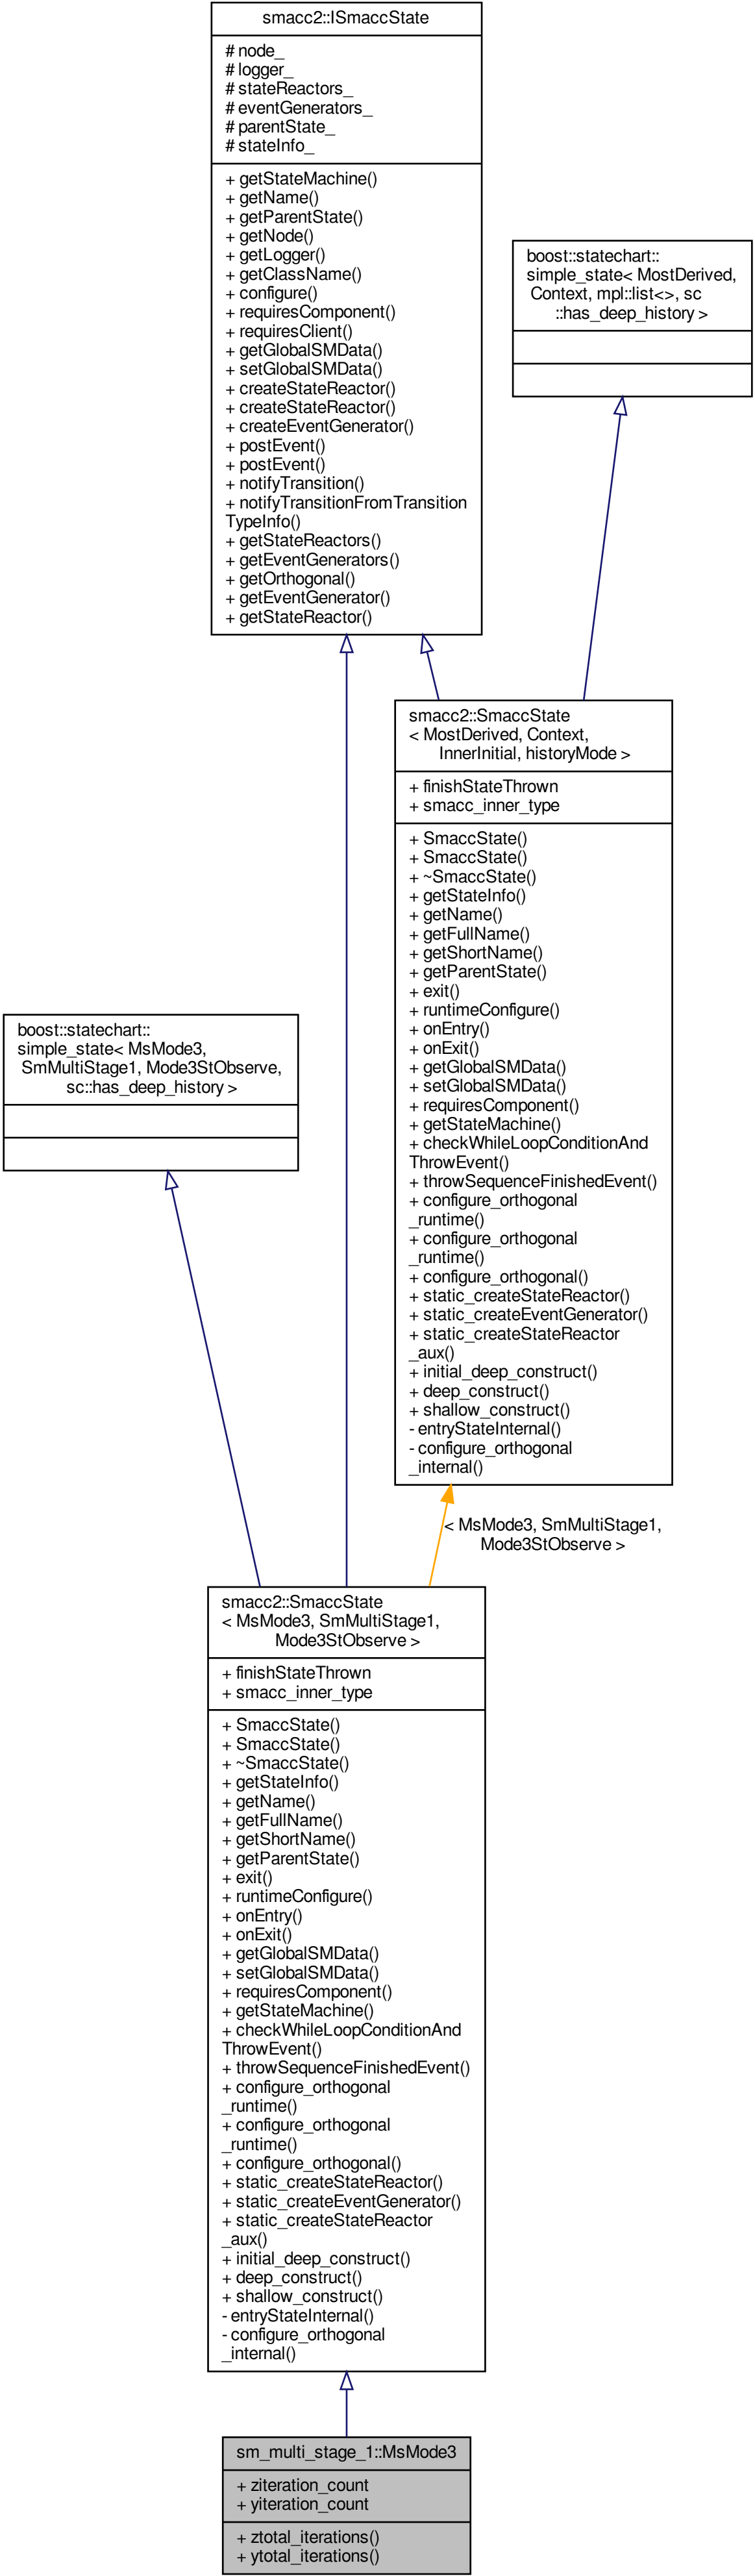 smacc2::ISmaccState
# node_
# logger_
# stateReactors_
# eventGenerators_
# parentState_
# stateInfo_
+ getStateMachine()
+ getName()
+ getParentState()
+ getNode()
+ getLogger()
+ getClassName()
+ configure()
+ requiresComponent()
+ requiresClient()
+ getGlobalSMData()
+ setGlobalSMData()
+ createStateReactor()
+ createStateReactor()
+ createEventGenerator()
+ postEvent()
+ postEvent()
+ notifyTransition()
+ notifyTransitionFromTransition
TypeInfo()
+ getStateReactors()
+ getEventGenerators()
+ getOrthogonal()
+ getEventGenerator()
+ getStateReactor()
boost::statechart::
simple_state< MostDerived,
Context, mpl::list<>, sc
::has_deep_history >
smacc2::SmaccState
< MostDerived, Context,
InnerInitial, historyMode >
+ finishStateThrown
+ smacc_inner_type
+ SmaccState()
+ SmaccState()
+ ~SmaccState()
+ getStateInfo()
+ getName()
+ getFullName()
+ getShortName()
+ getParentState()
+ exit()
+ runtimeConfigure()
+ onEntry()
+ onExit()
+ getGlobalSMData()
+ setGlobalSMData()
+ requiresComponent()
+ getStateMachine()
+ checkWhileLoopConditionAnd
ThrowEvent()
+ throwSequenceFinishedEvent()
+ configure_orthogonal
_runtime()
+ configure_orthogonal
_runtime()
+ configure_orthogonal()
+ static_createStateReactor()
+ static_createEventGenerator()
+ static_createStateReactor
_aux()
+ initial_deep_construct()
+ deep_construct()
+ shallow_construct()
- entryStateInternal()
- configure_orthogonal
_internal()
boost::statechart::
simple_state< MsMode3,
SmMultiStage1, Mode3StObserve,
sc::has_deep_history >
< MsMode3, SmMultiStage1,
Mode3StObserve >
smacc2::SmaccState
< MsMode3, SmMultiStage1,
Mode3StObserve >
+ finishStateThrown
+ smacc_inner_type
+ SmaccState()
+ SmaccState()
+ ~SmaccState()
+ getStateInfo()
+ getName()
+ getFullName()
+ getShortName()
+ getParentState()
+ exit()
+ runtimeConfigure()
+ onEntry()
+ onExit()
+ getGlobalSMData()
+ setGlobalSMData()
+ requiresComponent()
+ getStateMachine()
+ checkWhileLoopConditionAnd
ThrowEvent()
+ throwSequenceFinishedEvent()
+ configure_orthogonal
_runtime()
+ configure_orthogonal
_runtime()
+ configure_orthogonal()
+ static_createStateReactor()
+ static_createEventGenerator()
+ static_createStateReactor
_aux()
+ initial_deep_construct()
+ deep_construct()
+ shallow_construct()
- entryStateInternal()
- configure_orthogonal
_internal()
sm_multi_stage_1::MsMode3
+ ziteration_count
+ yiteration_count
+ ztotal_iterations()
+ ytotal_iterations()